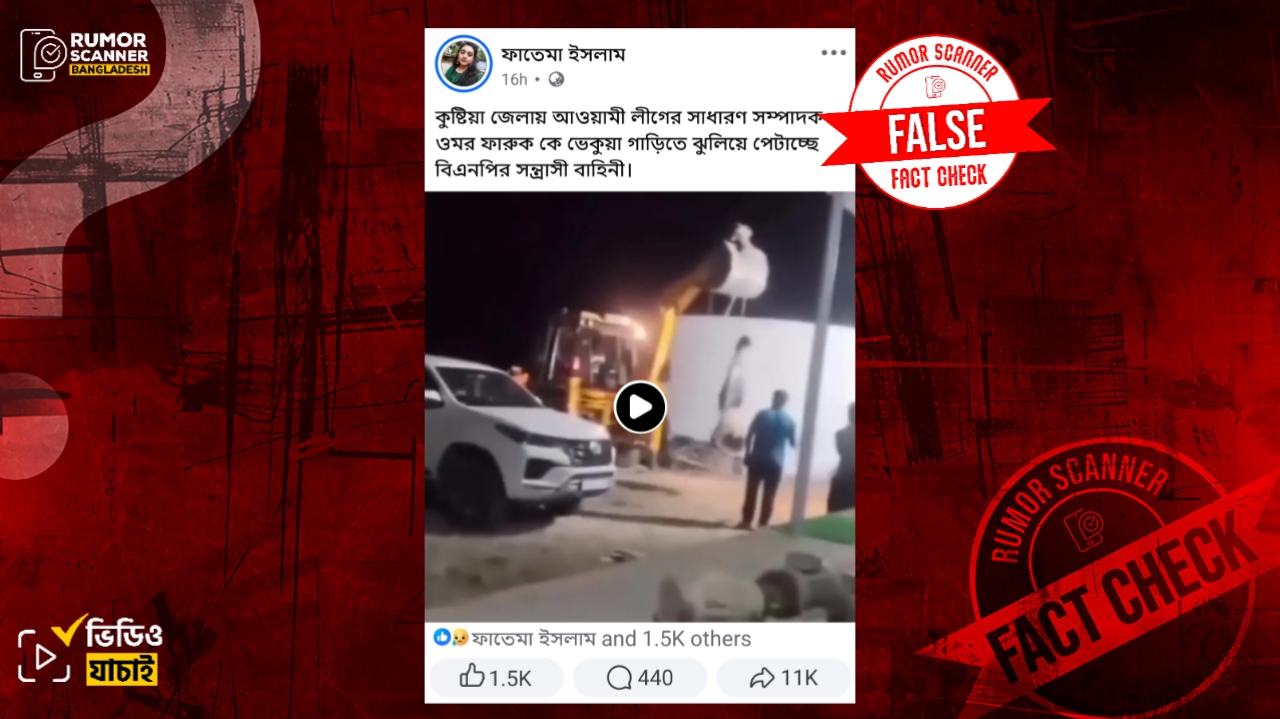 RUMOR
SCANNER
BANGLADESH
ফাতেমা ইসলাম
16h
কুষ্টিয়া জেলায় আওয়ামী লীগের সাধারণ সম্পাদক
ওমর ফারুক কে ভেকুয়া গাড়িতে ঝুলিয়ে পেটাচ্ছে
বিএনপির সন্ত্রাসী বাহিনী।
RUMOR SCANNER
FALSE
FACT CHECK
ফাতেমা ইসলাম and 1.5K others
1.5K
440
11K
ভিডিও
যাচাই
RUMOR SCANNER
FACT CHECK